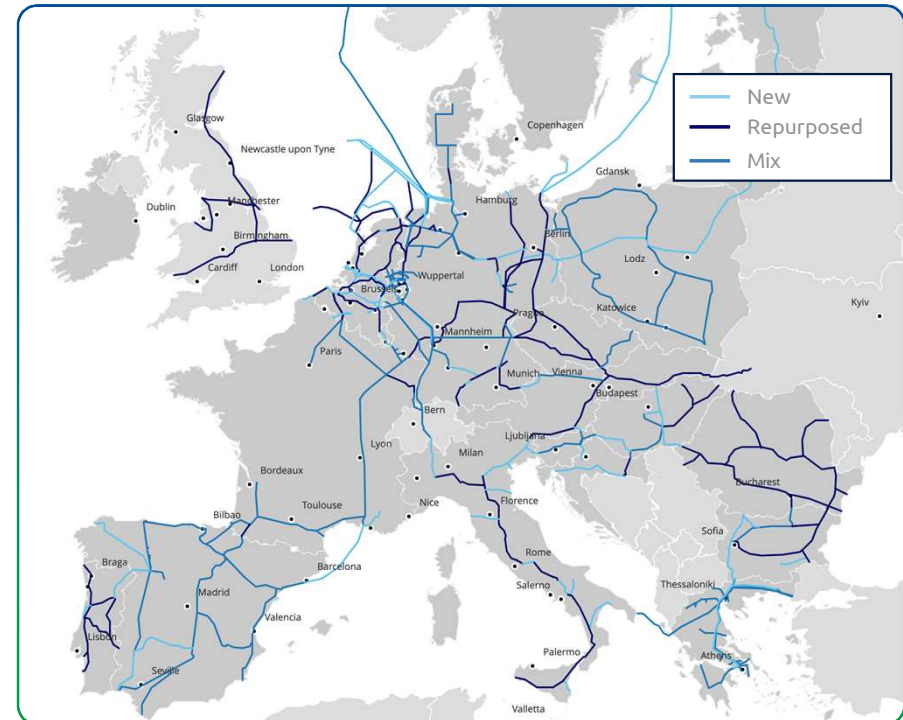 New
Repurposed
Mix
Glasgow
Copenhagen
Newcastle upon Tyne
Gdansk
Dublin
Manchester
Hamburg
Birmingham
Berlin
Cardiff
London
Lodz
Wuppertal
Brussels
Kyiv
Katowice
Prague
Mannheim
Paris
Munich
Vienna
Budapest
Bern
Ljubljana
Lyon
Milan
Bordeaux
Bucharest
Toulouse
Nice
Florence
Bilbao
Sofia
Braga
Rome
Barcelona
Thessaloniki
Salerno
Madrid
Valencia
Lisbon
Palermo
Athens
Seville
Valletta